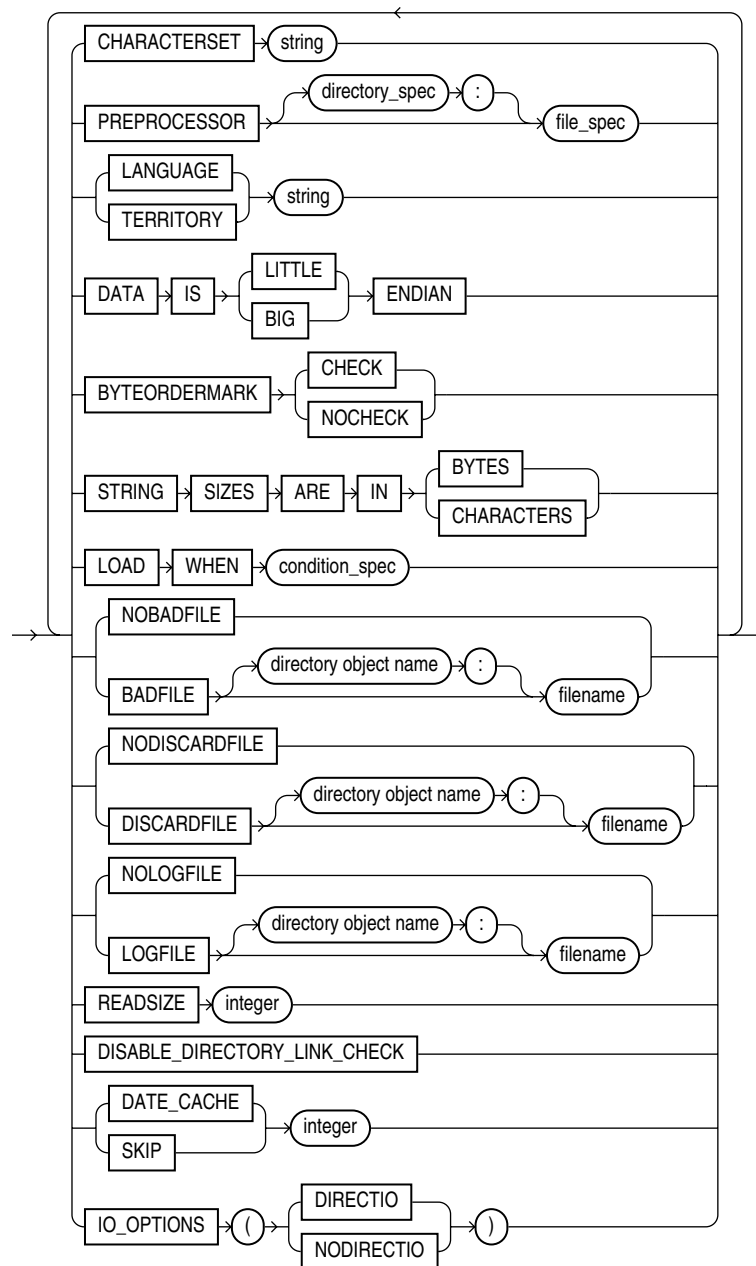 CHARACTERSET string
directory_spec :
PREPROCESSOR file_spec
LANGUAGE
TERRITORY
string
DATA IS
LITTLE
BIG
ENDIAN
BYTEORDERMARK
CHECK
NOCHECK
STRING SIZES ARE IN
BYTES
CHARACTERS
LOAD WHEN condition_spec
NOBADFILE
directory object name :
BADFILE filename
NODISCARDFILE
directory object name :
DISCARDFILE filename
NOLOGFILE
directory object name :
LOGFILE filename
READSIZE integer
DISABLE_DIRECTORY_LINK_CHECK
DATE_CACHE
SKIP
integer
IO_OPTIONS (
DIRECTIO
NODIRECTIO
)